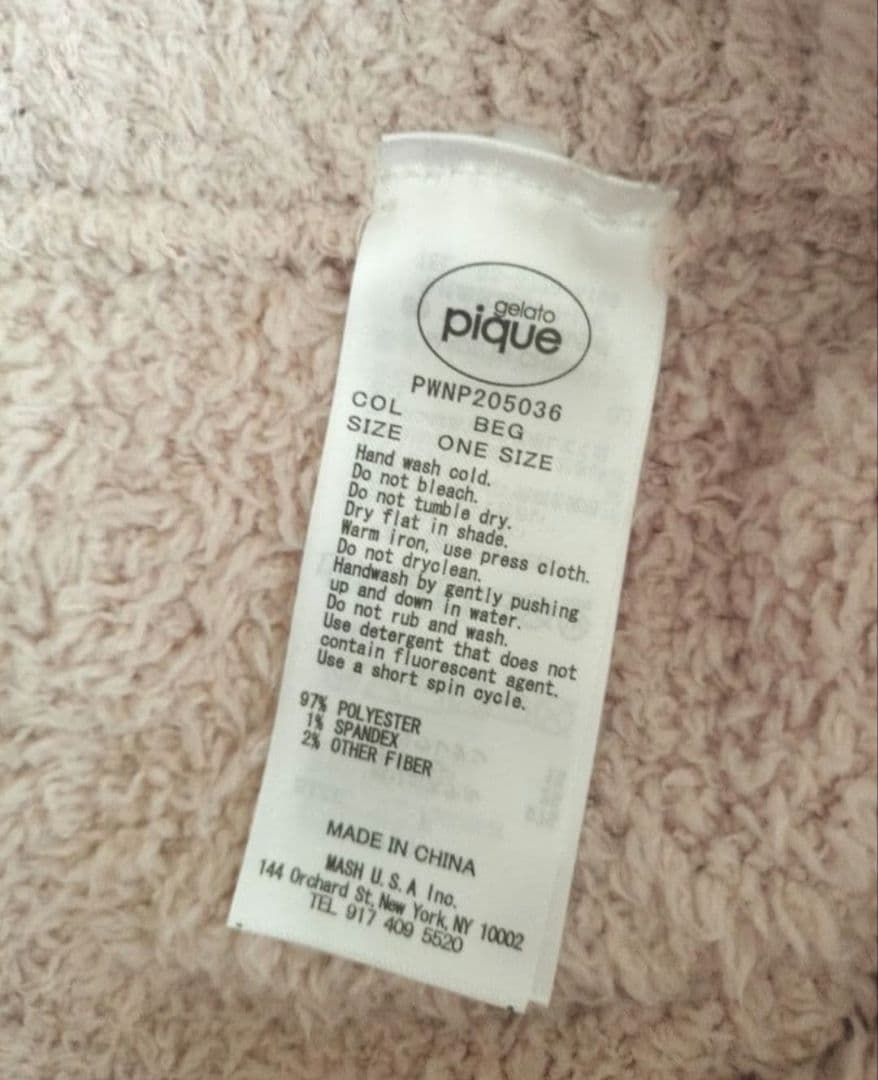 gelato
pique
PWNP205036
COL BEG
SIZE ONE SIZE
Hand wash cold.
Do not bleach.
Do not tumble dry.
Dry flat in shade.
Warm iron, use press cloth.
Do not dryclean.
Handwash by gently pushing
up and down in water.
Do not rub and wash.
Use detergent that does not
contain fluorescent agent.
Use a short spin cycle.
97% POLYESTER
1% SPANDEX
2% OTHER FIBER
MADE IN CHINA
MASH U.S.A Inc.
144 Orchard St, New York, NY 10002
TEL 917 409 5520